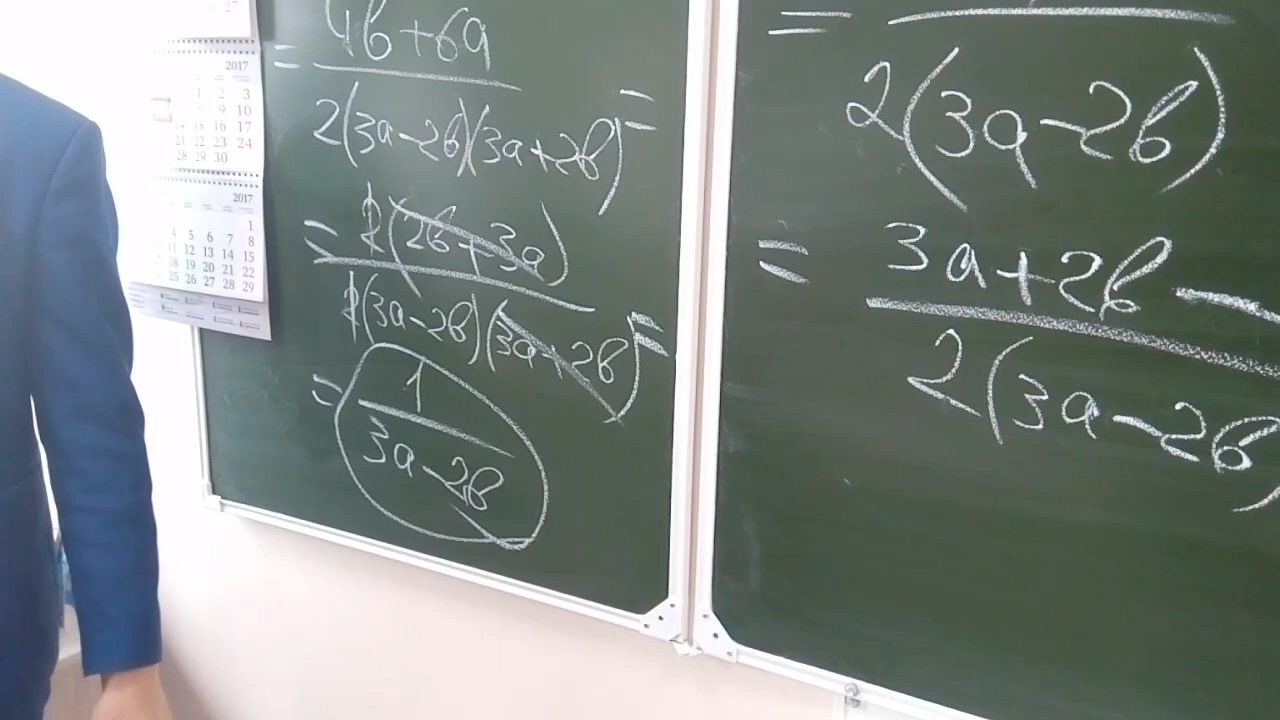 27
= 4в+6а
2(3а-2в)(3а+2в) =
= 2(2в+3а)
2(3а-2в)(3а+2в) =
= 1
3а-2в
=
2(3а-2в)
= 3а+2в -
2(3а-2в)
2017
1 2 3
8 9 10
14 15 16 17
21 22 23 24
28 29 30
2017
1
4 5 6 7 8
10 11 12 13 14 15
17 18 19 20 21 22
25 26 27 28 29